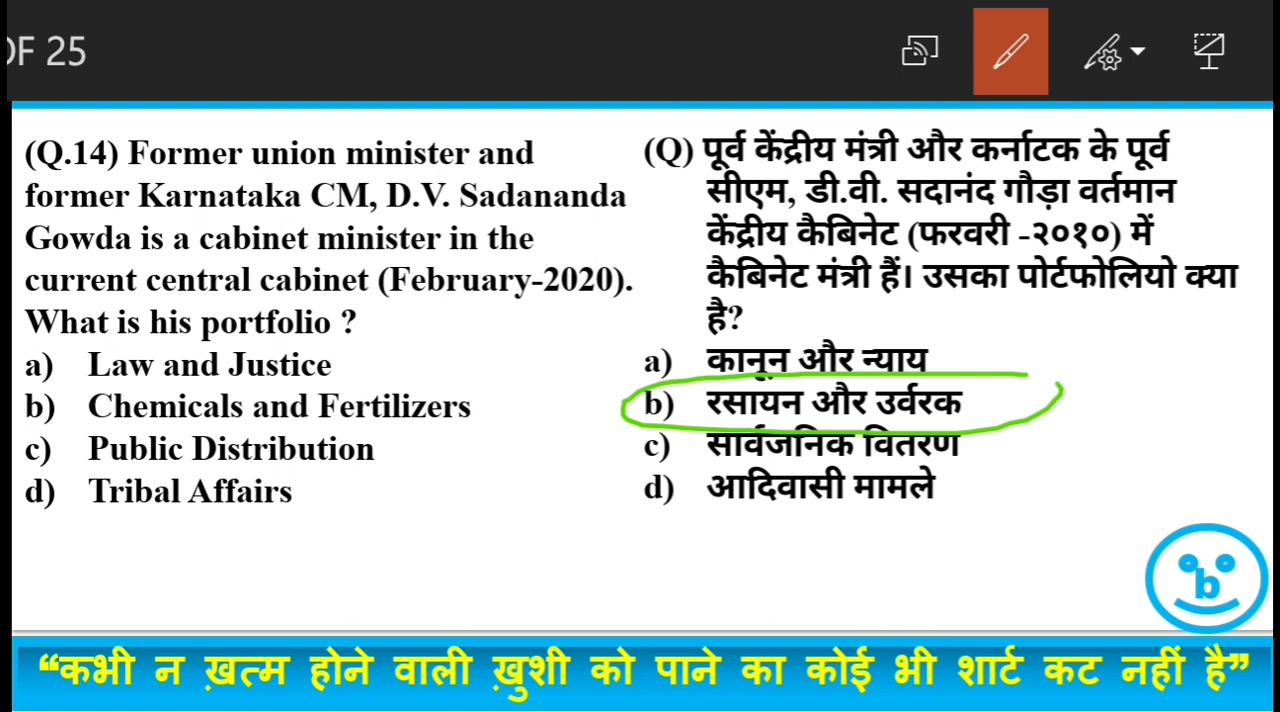 OF 25
(Q.14) Former union minister and
former Karnataka CM, D.V. Sadananda
Gowda is a cabinet minister in the
current central cabinet (February-2020).
What is his portfolio ?
a) Law and Justice
b) Chemicals and Fertilizers
c) Public Distribution
d) Tribal Affairs
(Q) पूर्व केंद्रीय मंत्री और कर्नाटक के पूर्व
सीएम, डी.वी. सदानंद गौड़ा वर्तमान
केंद्रीय कैबिनेट (फरवरी -२०१०) में
कैबिनेट मंत्री हैं। उसका पोर्टफोलियो क्या
है?
a) कानून और न्याय
b) रसायन और उर्वरक
c) सार्वजनिक वितरण
d) आदिवासी मामले
b
“कभी न ख़त्म होने वाली ख़ुशी को पाने का कोई भी शार्ट कट नहीं है”